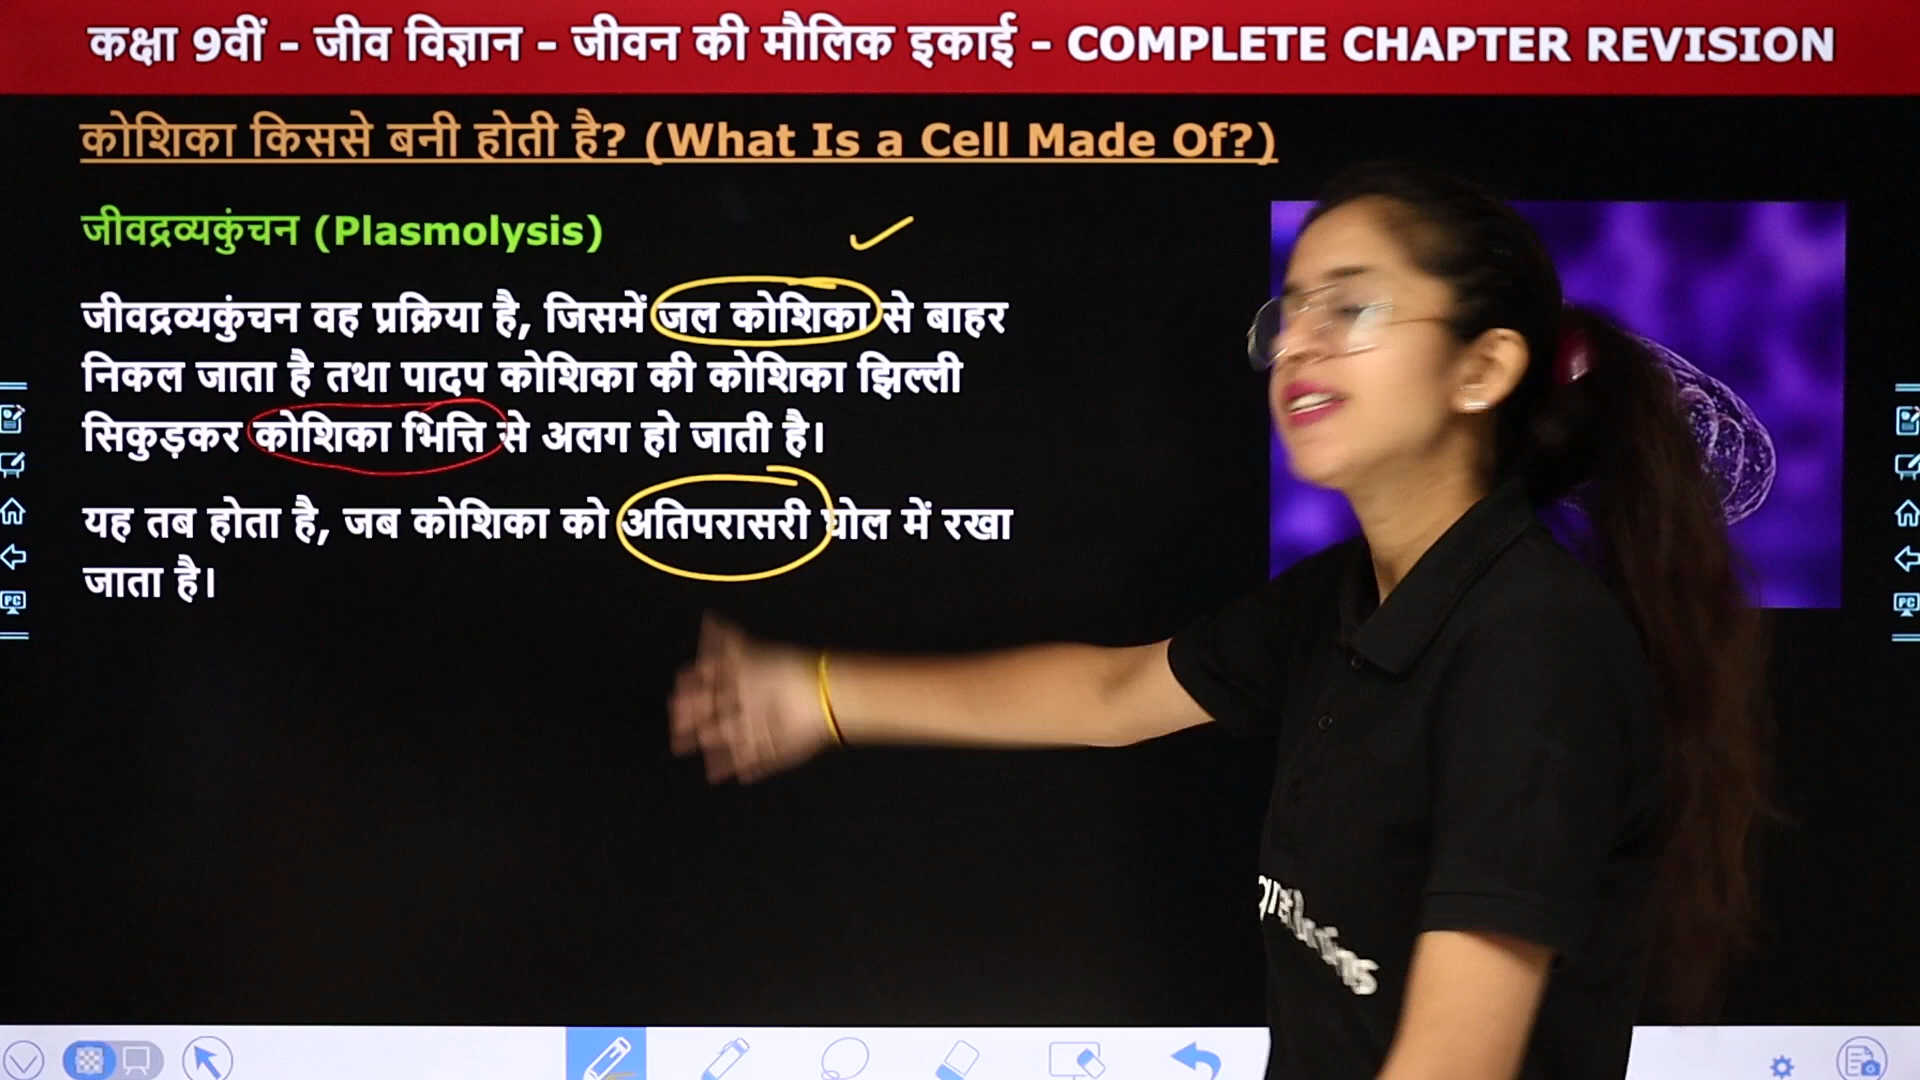 कक्षा 9वीं - जीव विज्ञान - जीवन की मौलिक इकाई - COMPLETE CHAPTER REVISION
कोशिका किससे बनी होती है? (What Is a Cell Made Of?)
जीवद्रव्यकुंचन (Plasmolysis)
जीवद्रव्यकुंचन वह प्रक्रिया है, जिसमें जल कोशिका से बाहर
निकल जाता है तथा पादप कोशिका की कोशिका झिल्ली
सिकुड़कर कोशिका भित्ति से अलग हो जाती है।
यह तब होता है, जब कोशिका को अतिपरासरी घोल में रखा
जाता है।
PC
PC